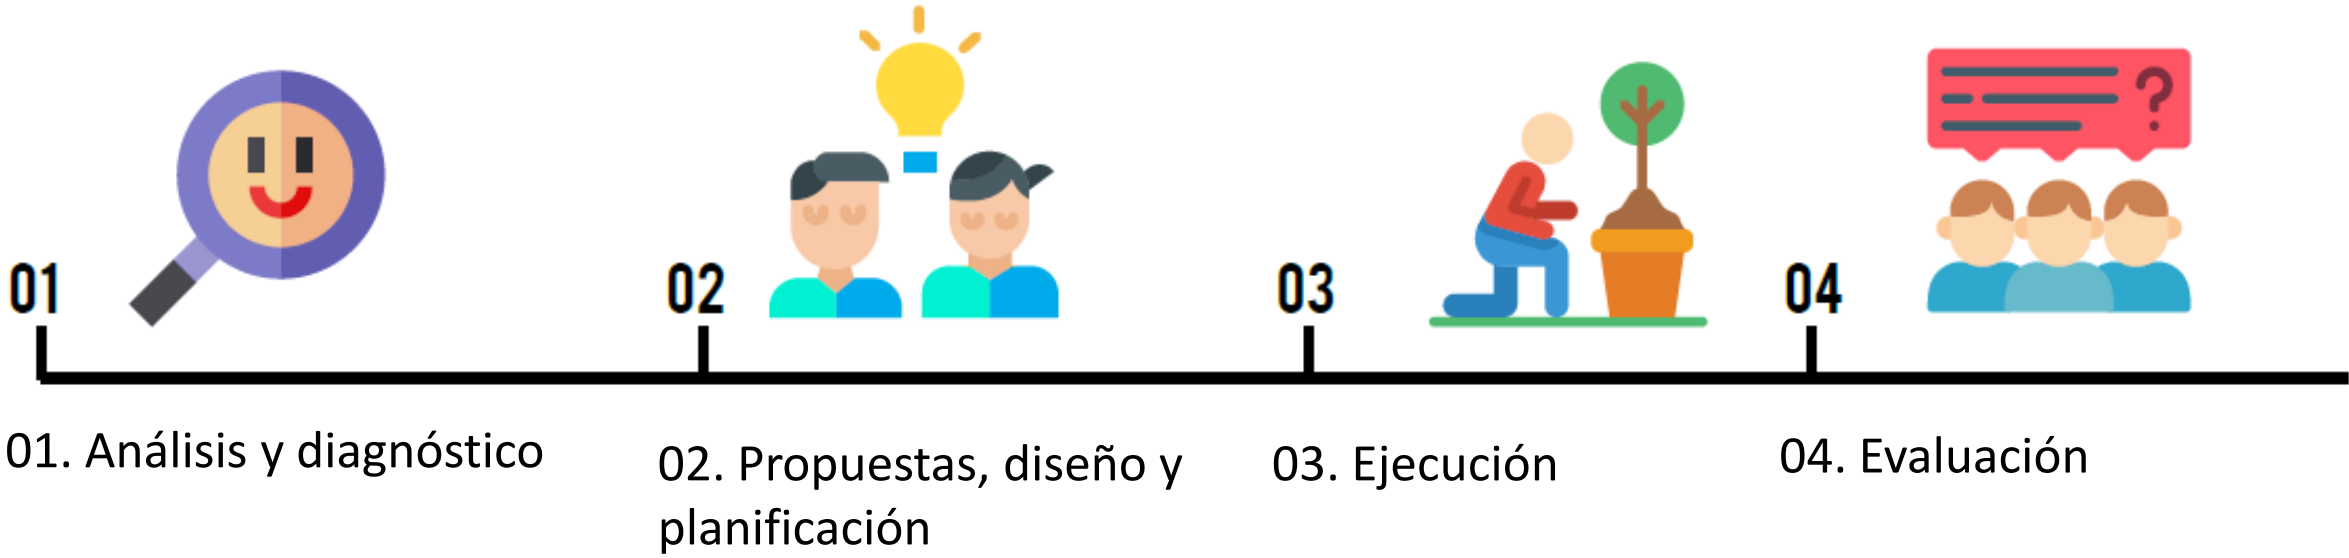 01
02
03
04
?
01. Análisis y diagnóstico
02. Propuestas, diseño y
planificación
03. Ejecución
04. Evaluación